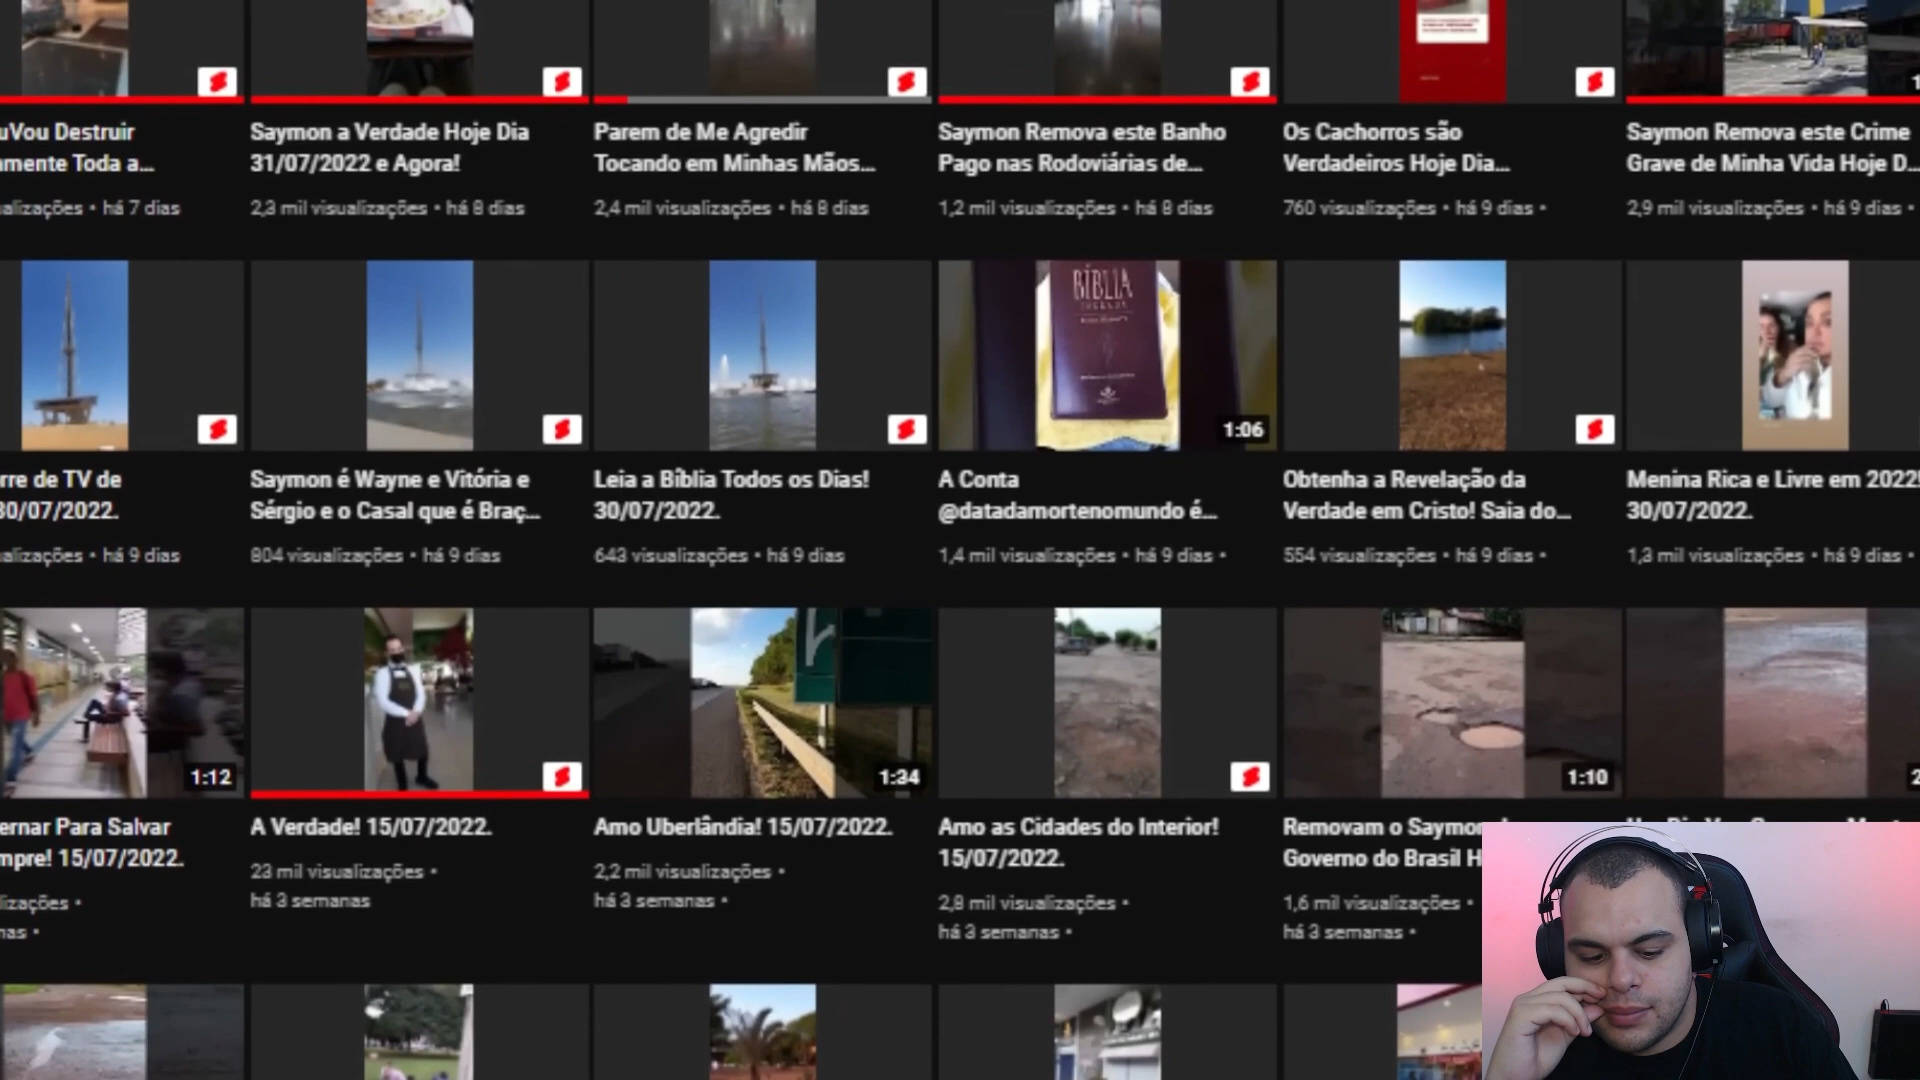 uVou Destruir
amente Toda a...
alizações • há 7 dias
Saymon a Verdade Hoje Dia
31/07/2022 e Agora!
2,3 mil visualizações • há 8 dias
Parem de Me Agredir
Tocando em Minhas Mãos...
2,4 mil visualizações • há 8 dias
Saymon Remova este Banho
Pago nas Rodoviárias de...
1,2 mil visualizações • há 8 dias
Os Cachorros são
Verdadeiros Hoje Dia...
760 visualizações • há 9 dias •
Saymon Remova este Crime
Grave de Minha Vida Hoje D...
2,9 mil visualizações • há 9 dias •
rre de TV de
30/07/2022.
alizações • há 9 dias
Saymon é Wayne e Vitória e
Sérgio e o Casal que é Braç...
804 visualizações • há 9 dias
Leia a Bíblia Todos os Dias!
30/07/2022.
643 visualizações • há 9 dias
BÍBLIA
1:06
A Conta
@datadamortenomundo é...
1,4 mil visualizações • há 9 dias •
Obtenha a Revelação da
Verdade em Cristo! Saia do...
554 visualizações • há 9 dias •
Menina Rica e Livre em 2022!
30/07/2022.
1,3 mil visualizações • há 9 dias •
1:12
ernar Para Salvar
mpre! 15/07/2022.
lizações •
nas •
A Verdade! 15/07/2022.
23 mil visualizações •
há 3 semanas
1:34
Amo Uberlândia! 15/07/2022.
2,2 mil visualizações •
há 3 semanas •
Amo as Cidades do Interior!
15/07/2022.
2,8 mil visualizações •
há 3 semanas •
1:10
Removam o Saymon
Governo do Brasil H
1,6 mil visualizações •
há 3 semanas •